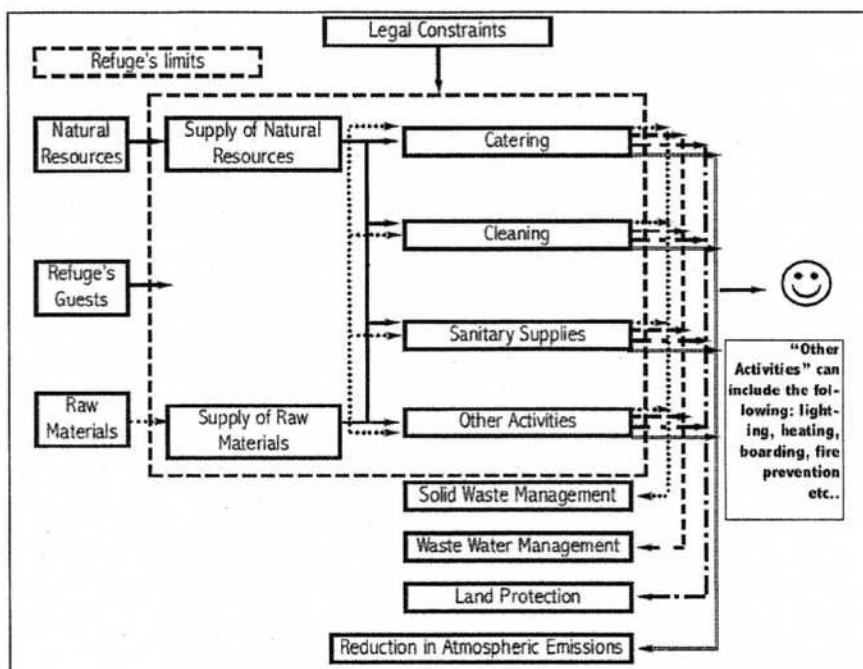 Legal Constraints
Refuge's limits
Natural
Resources
Supply of Natural
Resources
Catering
Cleaning
Refuge's
Guests
Sanitary Supplies
"Other
Activities" can
include the fol-
lowing: light-
ing, heating,
boarding, fire
prevention
etc..
Raw
Materials
Supply of Raw
Materials
Other Activities
Solid Waste Management
Waste Water Management
Land Protection
Reduction in Atmospheric Emissions